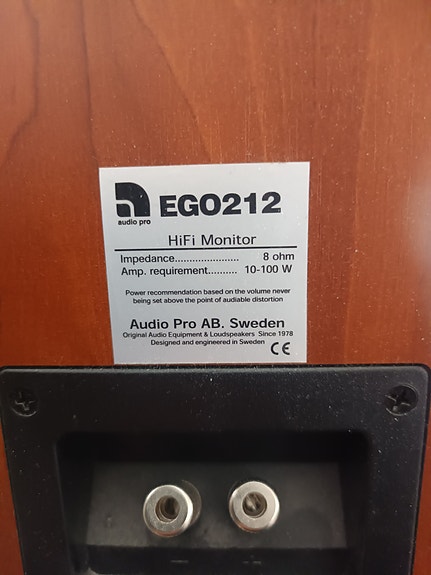 audio pro
EGO212
HiFi Monitor
Impedance...................... 8 ohm
Amp. requirement.......... 10-100 W
Power recommendation based on the volume never
being set above the point of audiable distortion
Audio Pro AB. Sweden
Original Audio Equipment & Loudspeakers Since 1978
Designed and engineered in Sweden CE
- +